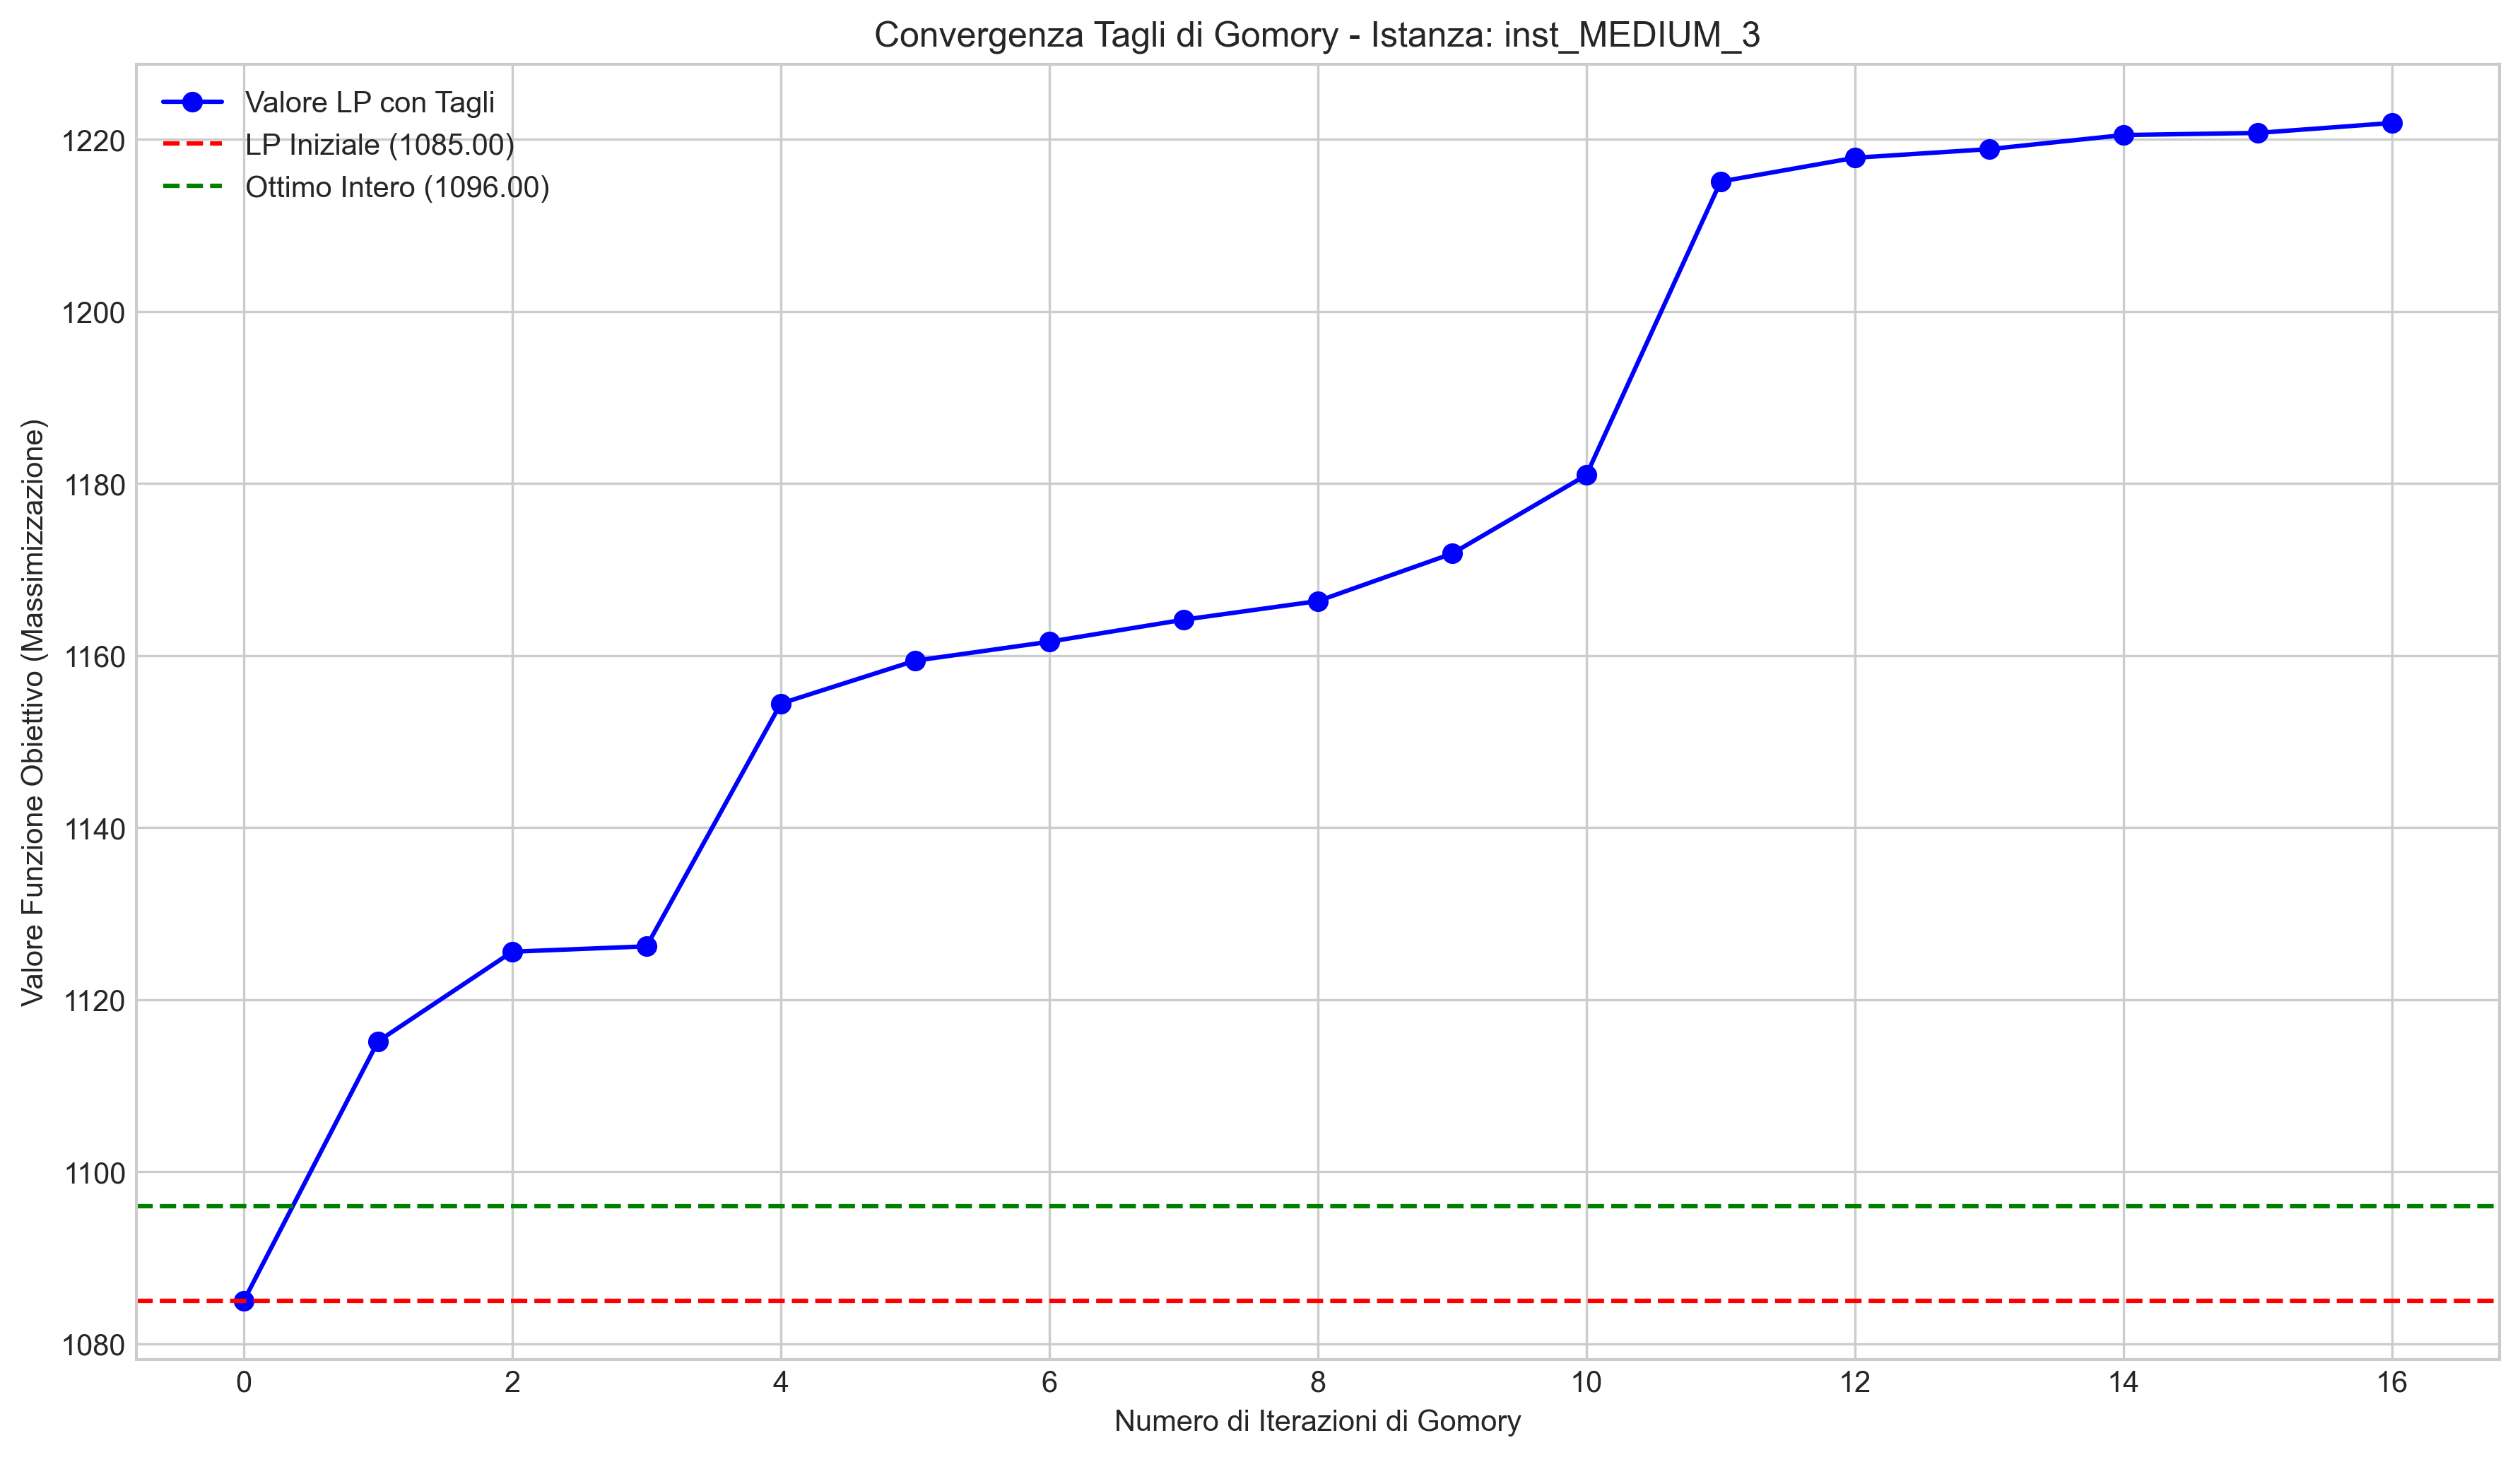 Convergenza Tagli di Gomory - Istanza: inst_MEDIUM_3
Valore LP con Tagli
LP Iniziale (1085.00)
Ottimo Intero (1096.00)
Valore Funzione Obiettivo (Massimizzazione)
1220
1200
1180
1160
1140
1120
1100
1080
0 2 4 6 8 10 12 14 16
Numero di Iterazioni di Gomory